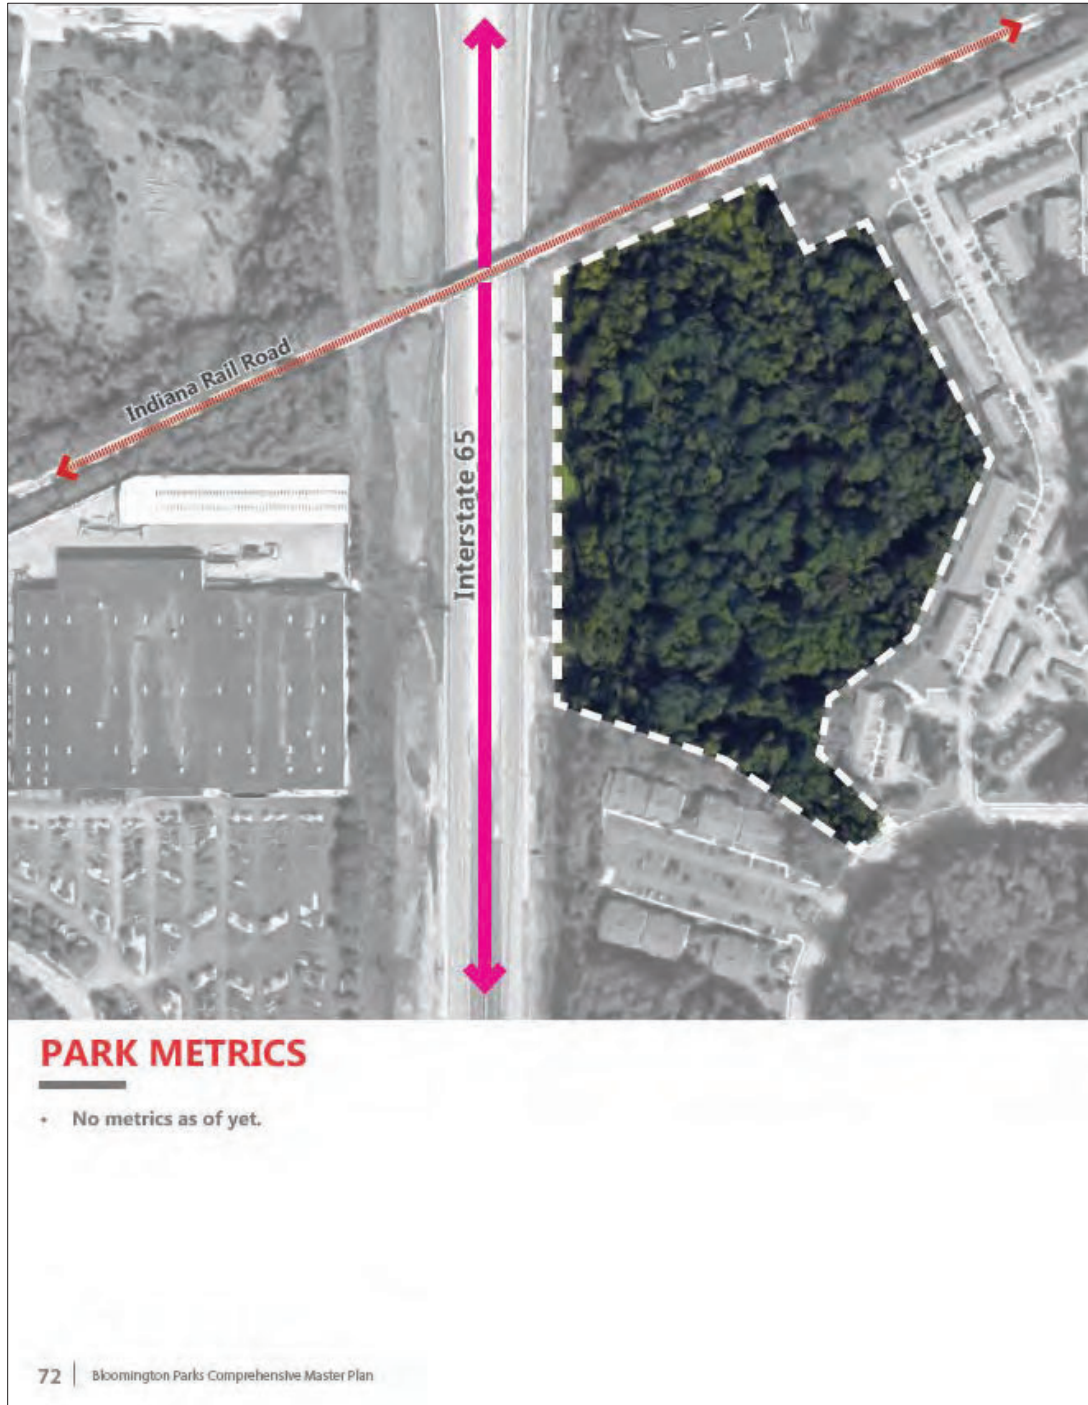 Indiana Rail Road
Interstate 65
PARK METRICS
• No metrics as of yet.
72 | Bloomington Parks Comprehensive Master Plan